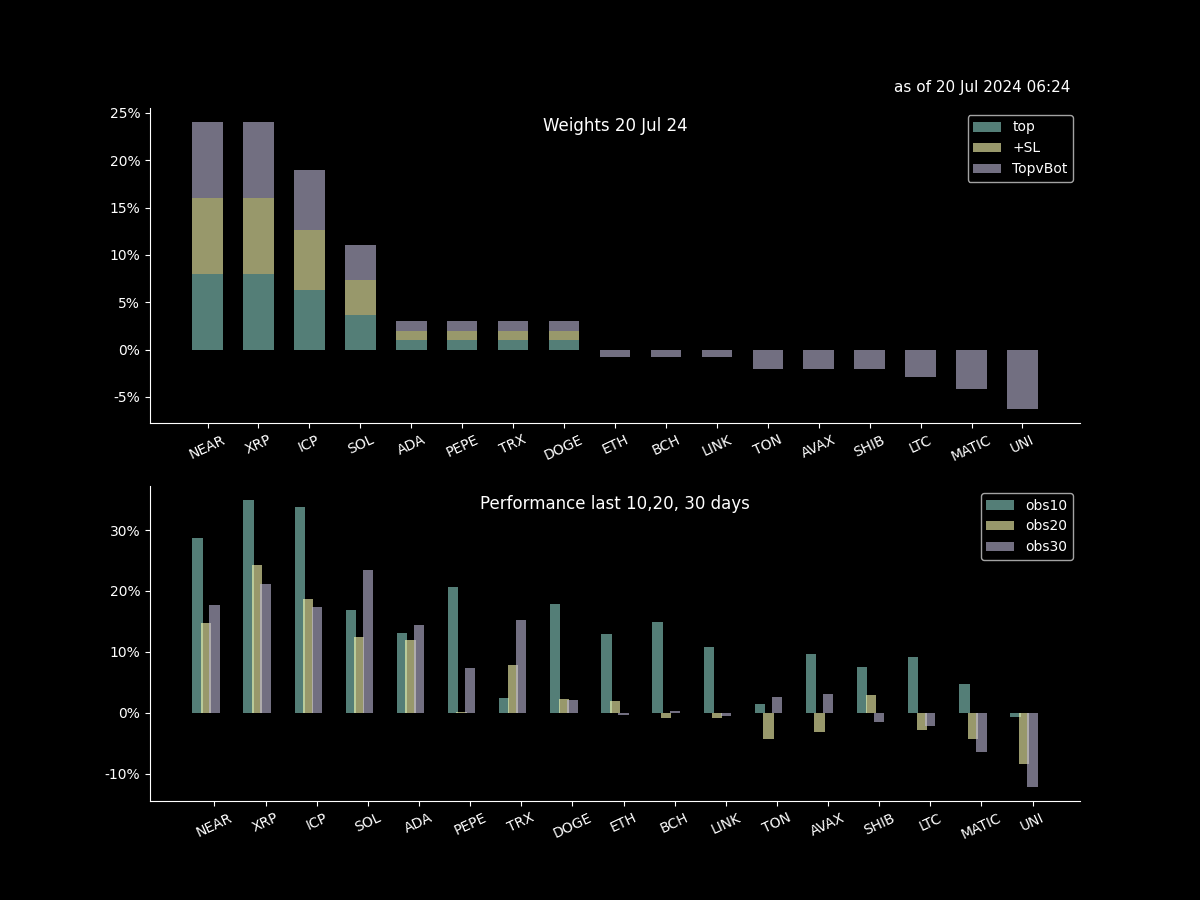 as of 20 Jul 2024 06:24
Weights 20 Jul 24
top
+SL
TopvBot
25%
20%
15%
10%
5%
0%
-5%
NEAR XRP ICP SOL ADA PEPE TRX DOGE ETH BCH LINK TON AVAX SHIB LTC MATIC UNI
Performance last 10,20, 30 days
obs10
obs20
obs30
30%
20%
10%
0%
-10%
NEAR XRP ICP SOL ADA PEPE TRX DOGE ETH BCH LINK TON AVAX SHIB LTC MATIC UNI